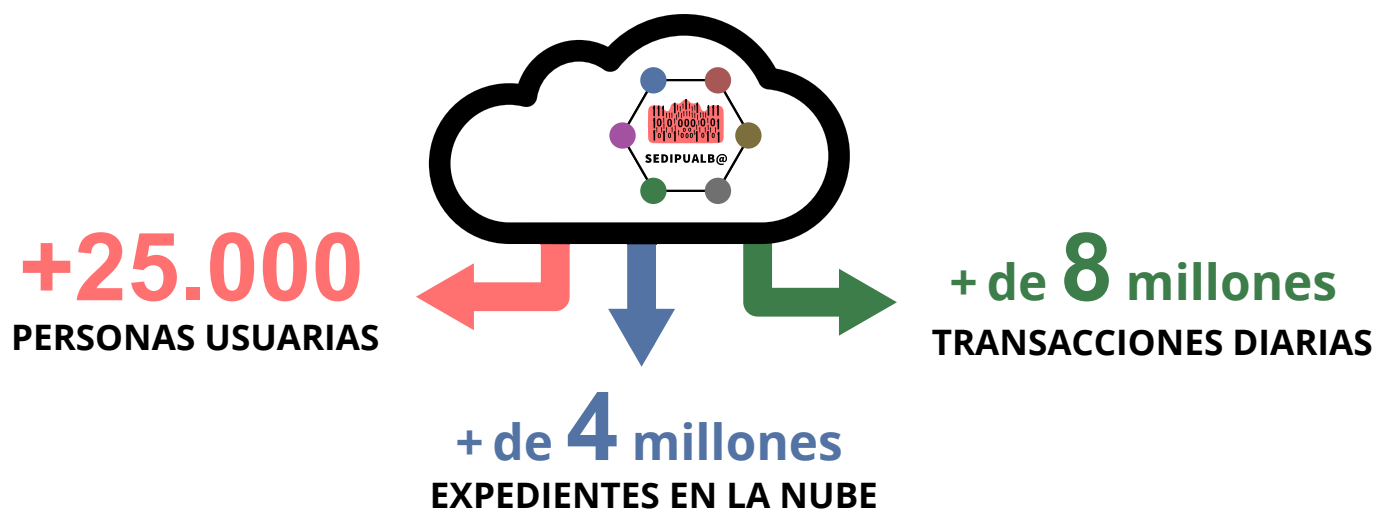 SEDIPUALB@
+25.000
PERSONAS USUARIAS
+ de 8 millones
TRANSACCIONES DIARIAS
+ de 4 millones
EXPEDIENTES EN LA NUBE